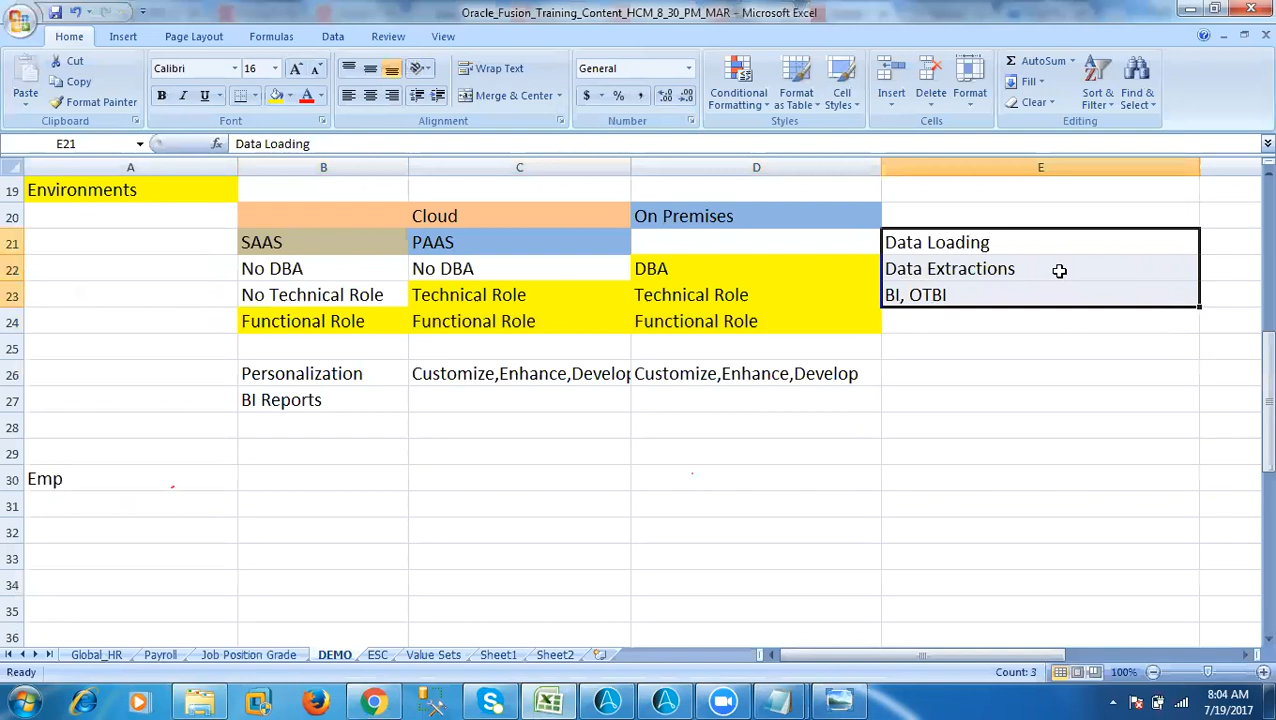 Oracle_Fusion_Training_Content_HCM_8_30_PM_MAR - Microsoft Excel
Home Insert Page Layout Formulas Data Review View
Paste
Cut
Copy
Format Painter
Clipboard
Calibri 16
B I U
Font
Wrap Text
Merge & Center
Alignment
General
$ % ,
Number
Conditional Formatting
Format as Table
Cell Styles
Styles
Insert Delete Format
Cells
Σ AutoSum
Fill
Clear
Sort & Filter
Find & Select
Editing
E21 fx Data Loading
A B C D E
19 Environments
20 Cloud On Premises
21 SAAS PAAS Data Loading
22 No DBA No DBA DBA Data Extractions
23 No Technical Role Technical Role Technical Role BI, OTBI
24 Functional Role Functional Role Functional Role
25
26 Personalization Customize,Enhance,Develop Customize,Enhance,Develop
27 BI Reports
28
29
30 Emp
31
32
33
34
35
36
Global_HR Payroll Job Position Grade DEMO ESC Value Sets Sheet1 Sheet2
Ready Count: 3 100%
8:04 AM
7/19/2017